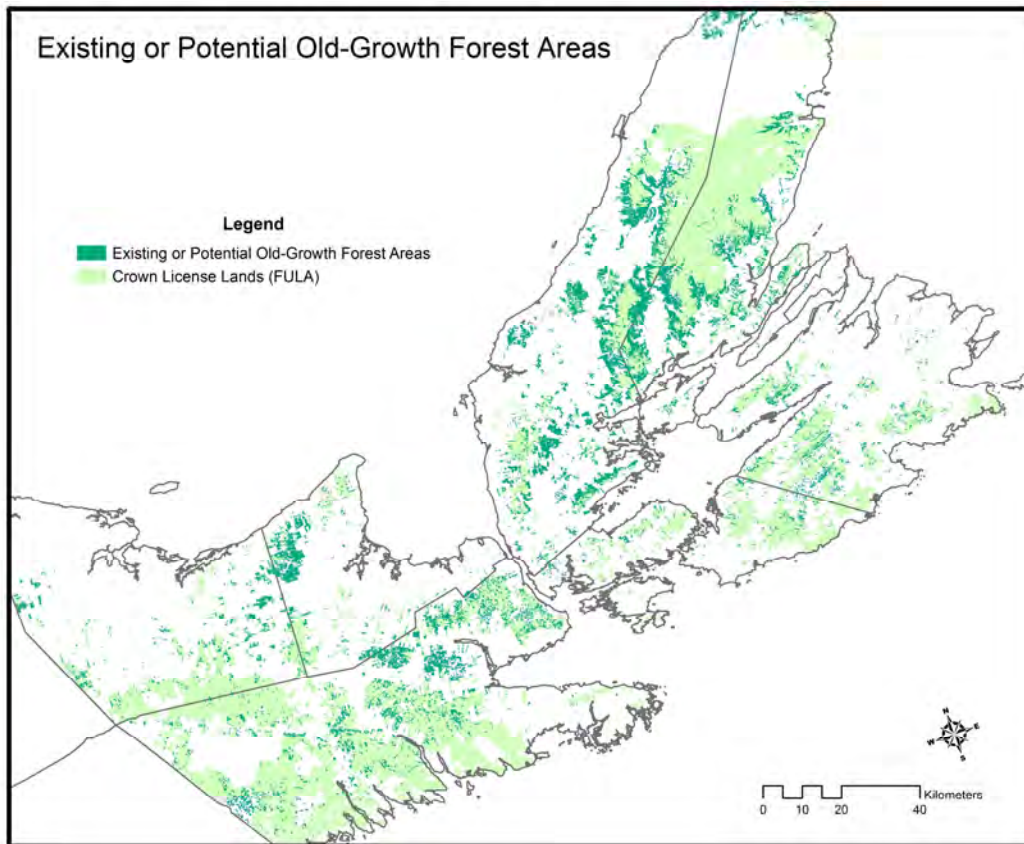 Existing or Potential Old-Growth Forest Areas
Legend
Existing or Potential Old-Growth Forest Areas
Crown License Lands (FULA)
N
W E
S
Kilometers
0 10 20 40